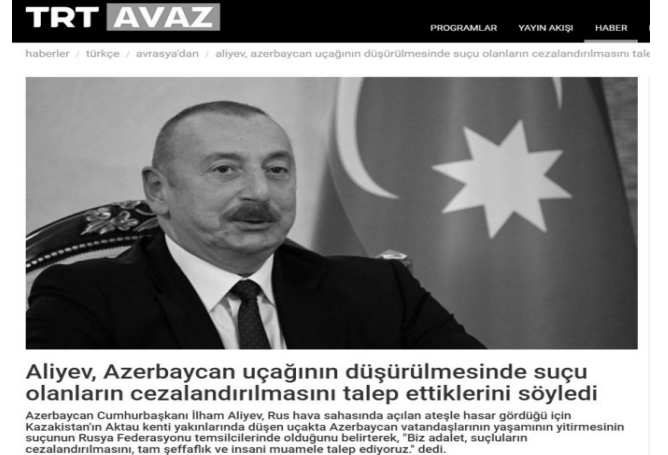 TRT AVAZ
PROGRAMLAR YAYIN AKIŞI HABER
haberler / türkçe / avrasya'dan / aliyev, azerbaycan uçağının düşürülmesinde suçu olanların cezalandırılmasını
Aliyev, Azerbaycan uçağının düşürülmesinde suçu
olanların cezalandırılmasını talep ettiklerini söyledi
Azerbaycan Cumhurbaşkanı İlham Aliyev, Rus hava sahasında açılan ateşle hasar gördüğü için
Kazakistan'ın Aktau kenti yakınlarında düşen uçakta Azerbaycan vatandaşlarının yaşamının yitirmesinin
suçunun Rusya Federasyonu temsilcilerinde olduğunu belirterek, "Biz adalet, suçluların
cezalandırılmasını, tam şeffaflık ve insani muamele talep ediyoruz." dedi.